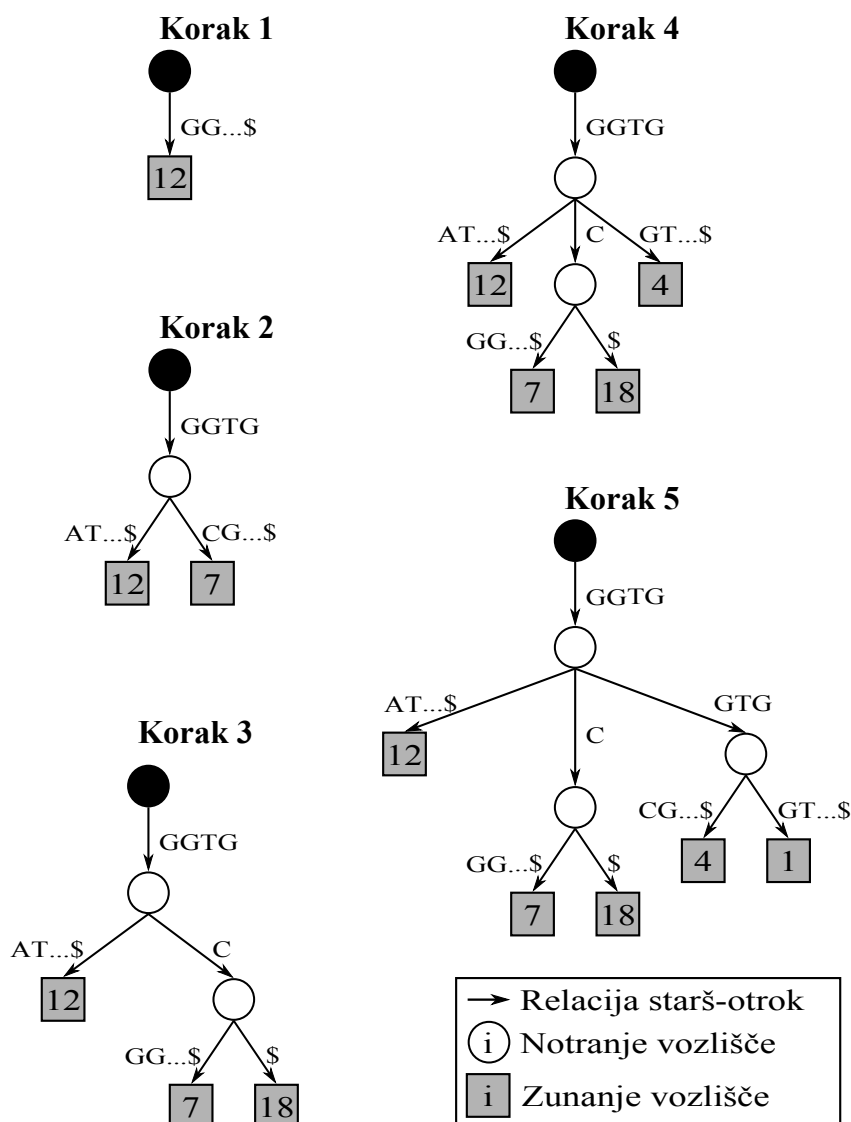 Korak 1
GG...$
12
Korak 2
GGTG
AT...$ CG...$
12 7
Korak 3
GGTG
AT...$ C
12
GG...$ $
7 18
Korak 4
GGTG
AT...$ C GT...$
12 4
GG...$ $
7 18
Korak 5
GGTG
AT...$ C GTG
12
GG...$ $ CG...$ GT...$
7 18 4 1
Relacija starš-otrok
i Notranje vozlišče
i Zunanje vozlišče